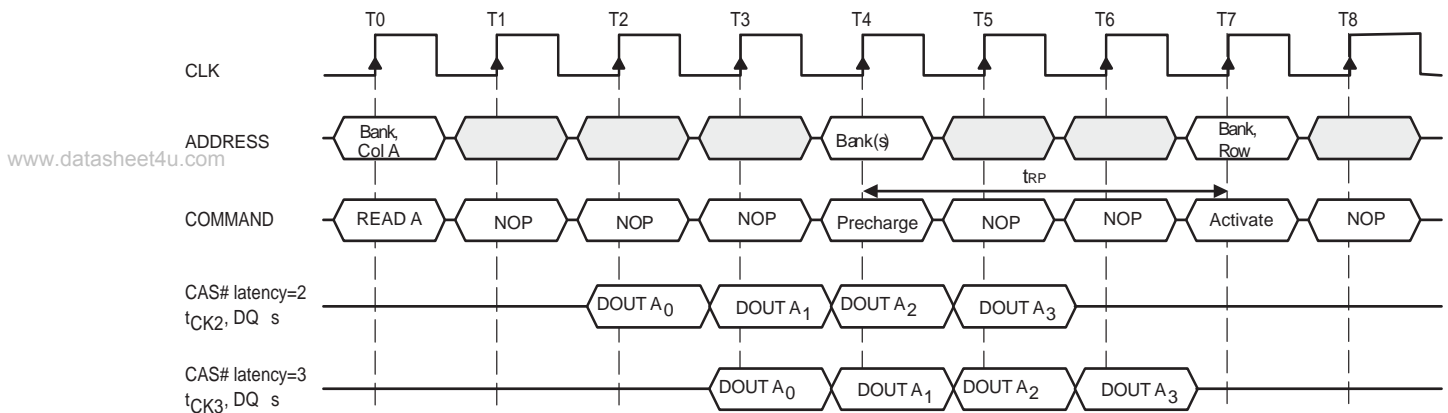 T0 T1 T2 T3 T4 T5 T6 T7 T8
CLK
ADDRESS Bank, Col A Bank(s) Bank, Row
www.datasheet4u.com
tRP
COMMAND READ A NOP NOP NOP Precharge NOP NOP Activate NOP
CAS# latency=2
tCK2, DQ s
DOUT A0 DOUT A1 DOUT A2 DOUT A3
CAS# latency=3
tCK3, DQ s
DOUT A0 DOUT A1 DOUT A2 DOUT A3